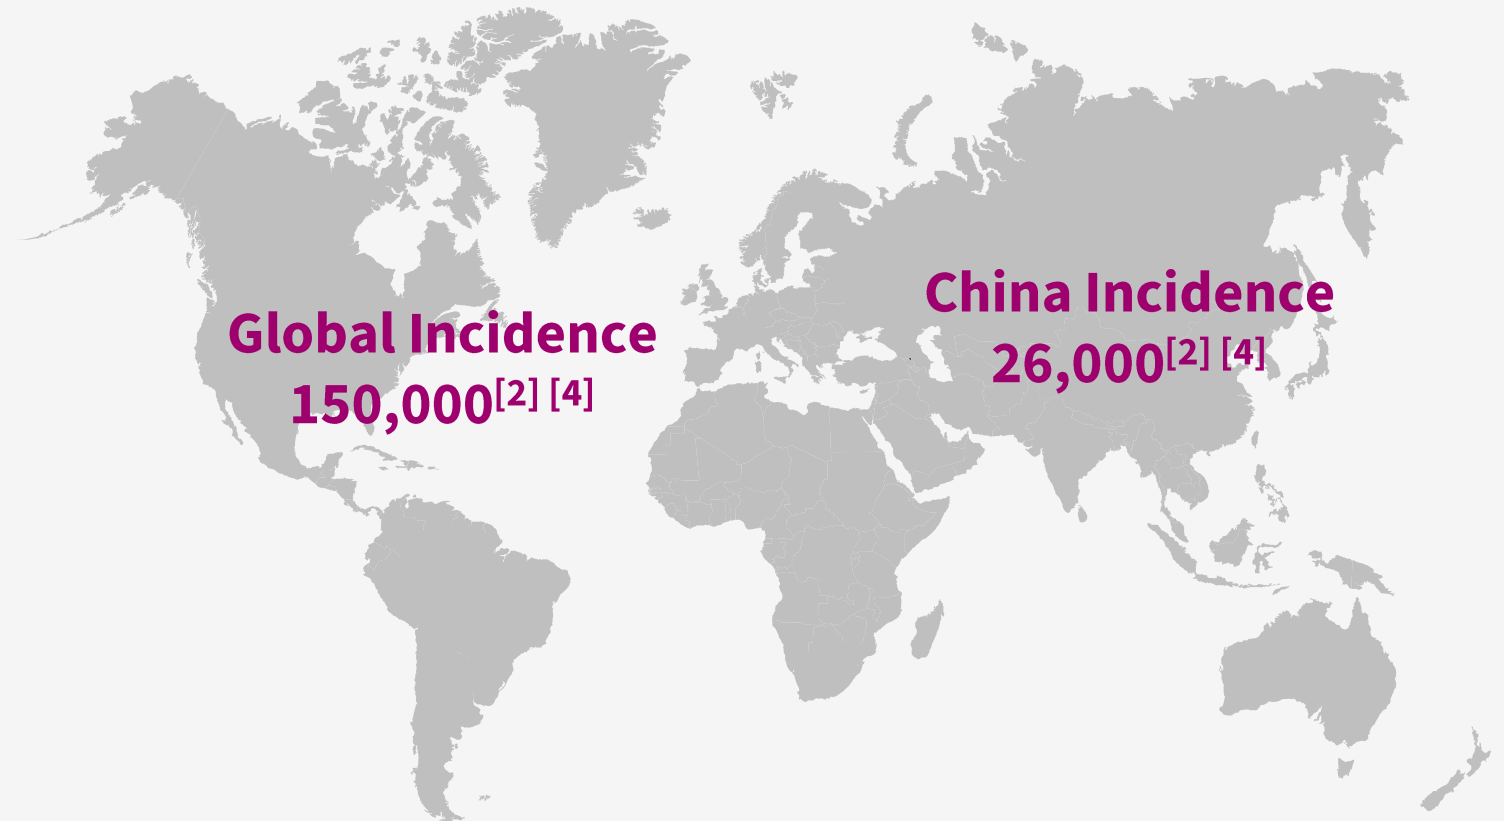 Global Incidence
150,000[2] [4]
China Incidence
26,000[2] [4]